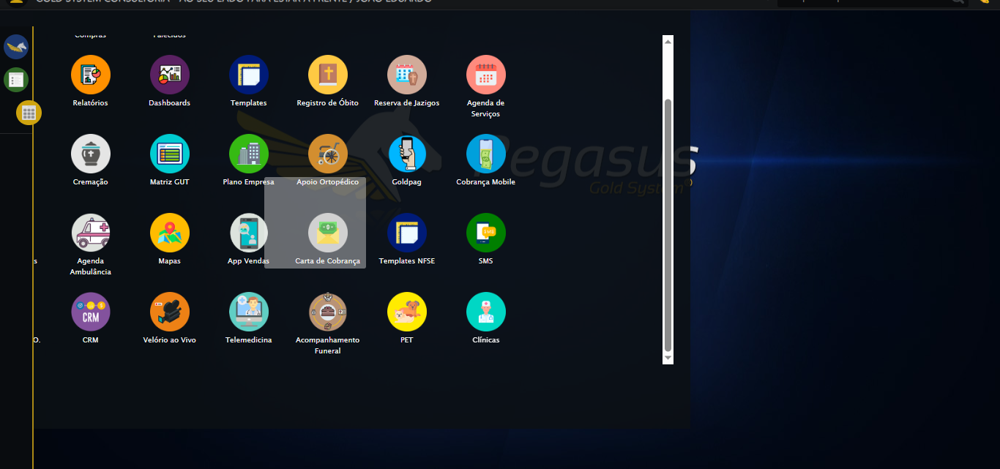 GOLD SYSTEM CONSULTORIA - AO SEU LADO PARA ESTAR A FRENTE / JOÃO EDUARDO
Compras
Falecidos
Relatórios
Dashboards
Templates
Registro de Óbito
Reserva de Jazigos
Agenda de
Serviços
Cremação
Matriz GUT
Plano Empresa
Apoio Ortopédico
Goldpag
Cobrança Mobile
Pegasus
Gold System®
s
Agenda
Ambulância
Mapas
App Vendas
Carta de Cobrança
Templates NFSE
SMS
O.
CRM
CRM
Velório ao Vivo
Telemedicina
Acompanhamento
Funeral
PET
Clínicas